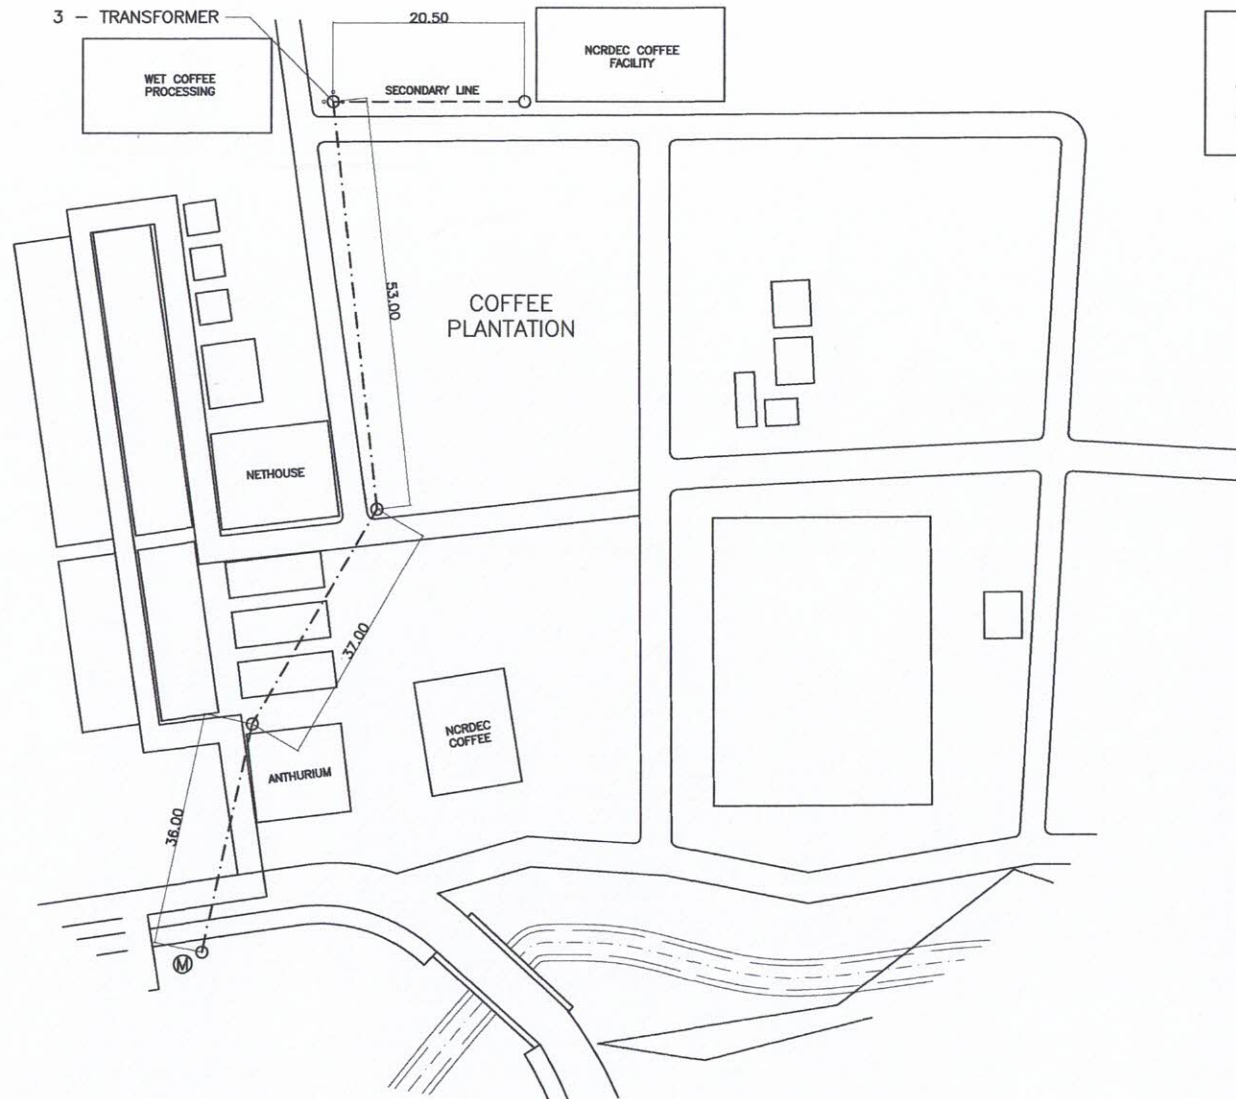 3 - TRANSFORMER
20.50
WET COFFEE
PROCESSING
NCRDEC COFFEE
FACILITY
SECONDARY LINE
53.00
COFFEE
PLANTATION
NETHOUSE
37.00
NCRDEC
COFFEE
ANTHURIUM
36.00
M